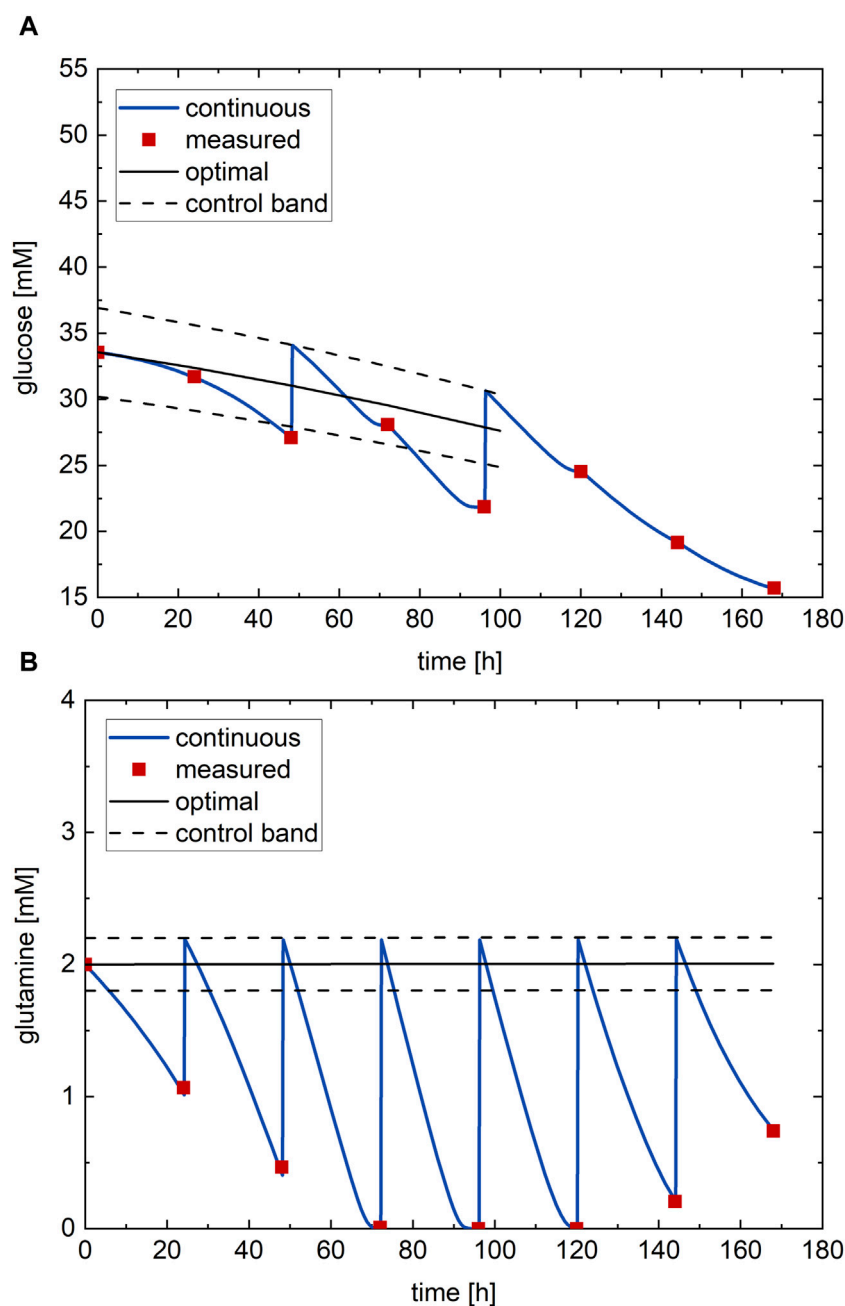 A
55
50
45
40
35
30
25
20
15
glucose [mM]
continuous
measured
optimal
control band
0 20 40 60 80 100 120 140 160 180
time [h]
B
4
3
2
1
0
glutamine [mM]
continuous
measured
optimal
control band
0 20 40 60 80 100 120 140 160 180
time [h]